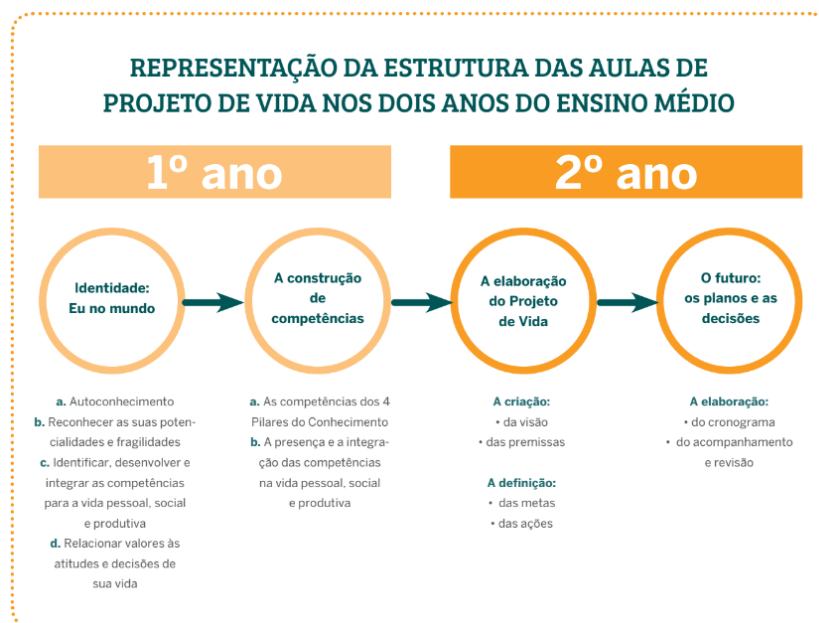 REPRESENTAÇÃO DA ESTRUTURA DAS AULAS DE
PROJETO DE VIDA NOS DOIS ANOS DO ENSINO MÉDIO
1º ano
2º ano
Identidade:
Eu no mundo
A construção
de
competências
A elaboração
do Projeto
de Vida
O futuro:
os planos e as
decisões
a. Autoconhecimento
b. Reconhecer as suas poten-
cialidades e fragilidades
c. Identificar, desenvolver e
integrar as competências
para a vida pessoal, social
e produtiva
d. Relacionar valores às
atitudes e decisões de
sua vida
a. As competências dos 4
Pilares do Conhecimento
b. A presença e a integra-
ção das competências
na vida pessoal, social
e produtiva
A criação:
• da visão
• das premissas
A definição:
• das metas
• das ações
A elaboração:
• do cronograma
• do acompanhamento
e revisão